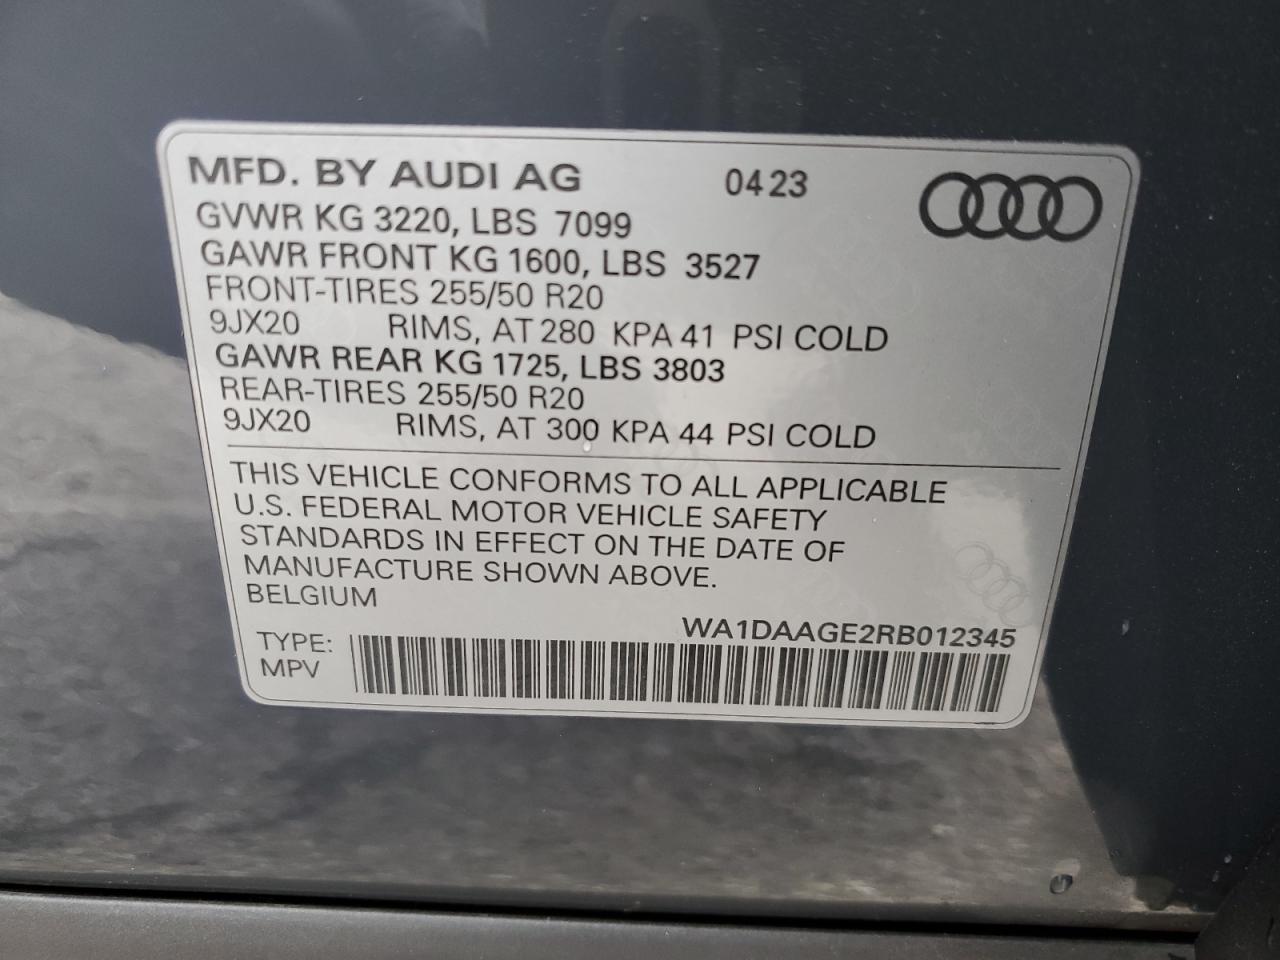 MFD. BY AUDI AG 04 23
GVWR KG 3220, LBS 7099
GAWR FRONT KG 1600, LBS 3527
FRONT-TIRES 255/50 R20
9JX20 RIMS, AT 280 KPA 41 PSI COLD
GAWR REAR KG 1725, LBS 3803
REAR-TIRES 255/50 R20
9JX20 RIMS, AT 300 KPA 44 PSI COLD
THIS VEHICLE CONFORMS TO ALL APPLICABLE
U.S. FEDERAL MOTOR VEHICLE SAFETY
STANDARDS IN EFFECT ON THE DATE OF
MANUFACTURE SHOWN ABOVE.
BELGIUM
WA1DAAGE2RB012345
TYPE:
MPV